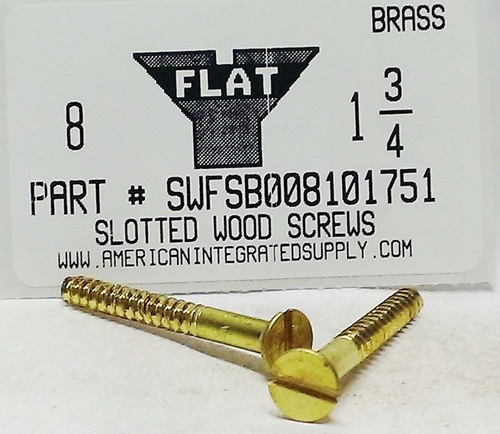 BRASS
FLAT
8
1 3/4
PART # SWFSB008101751
SLOTTED WOOD SCREWS
WWW.AMERICANINTEGRATEDSUPPLY.COM